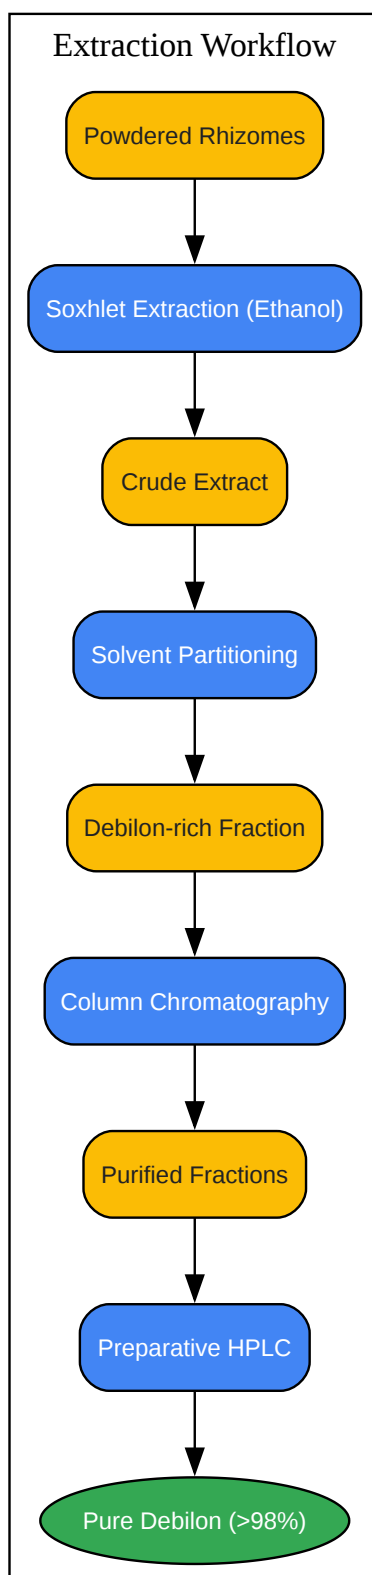 Extraction Workflow
Powdered Rhizomes
Soxhlet Extraction (Ethanol)
Crude Extract
Solvent Partitioning
Debilon-rich Fraction
Column Chromatography
Purified Fractions
Preparative HPLC
Pure Debilon (>98%)